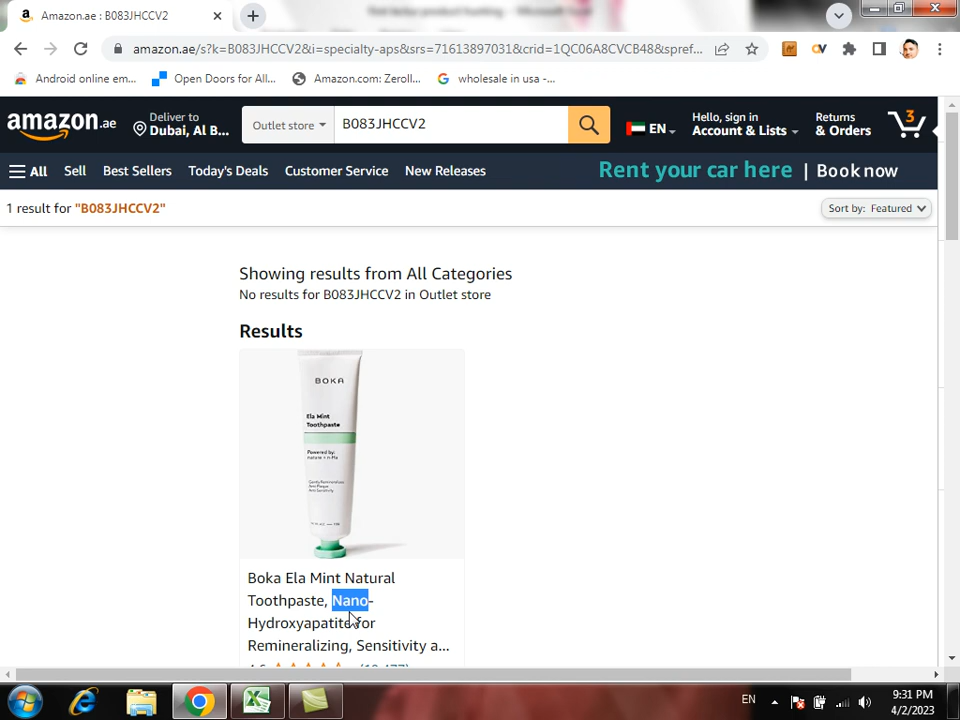 Amazon.ae : B083JHCCV2
amazon.ae/s?k=B083JHCCV2&i=specialty-aps&srs=71613897031&crid=1QC06A8CVCB48&spref...
Android online em...
Open Doors for All...
Amazon.com: Zeroll...
wholesale in usa -...
amazon.ae
Deliver to
Dubai, Al B...
Outlet store
B083JHCCV2
EN
Hello, sign in
Account & Lists
Returns
& Orders
3
All
Sell
Best Sellers
Today's Deals
Customer Service
New Releases
Rent your car here | Book now
1 result for "B083JHCCV2"
Sort by: Featured
Showing results from All Categories
No results for B083JHCCV2 in Outlet store
Results
BOKA
Ela Mint
Toothpaste
Powered by:
nature + n-Ha
Boka Ela Mint Natural
Toothpaste, Nano-
Hydroxyapatite for
Remineralizing, Sensitivity a...
EN
9:31 PM
4/2/2023